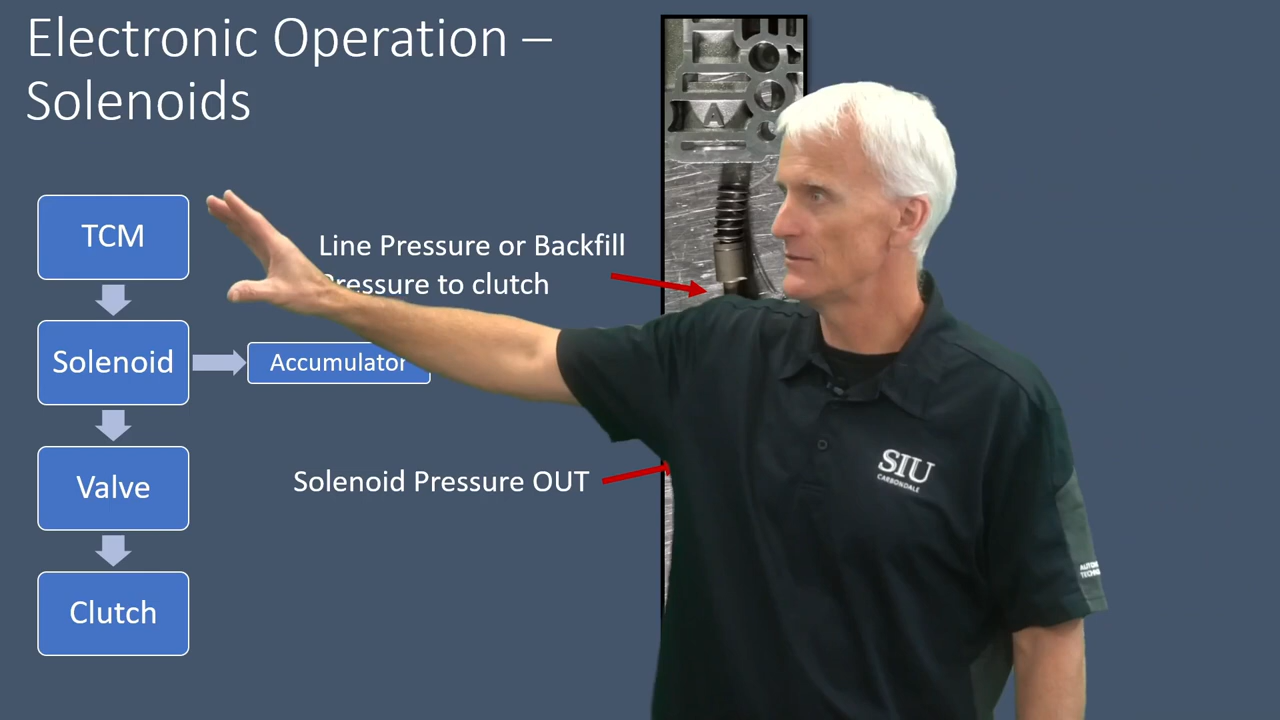 Electronic Operation –
Solenoids
TCM
Line Pressure or Backfill
Pressure to clutch
Solenoid
Accumulator
Valve
Solenoid Pressure OUT
Clutch
A
SIU
CARBONDALE